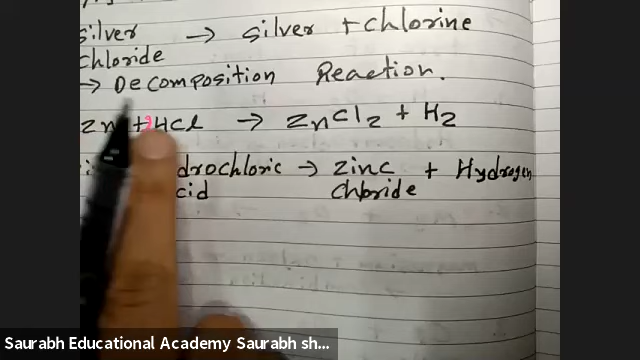 silver → silver + chlorine
chloride
→ Decomposition Reaction.
Zn + 2HCl → ZnCl2 + H2
drochloric → zinc + Hydrogen
cid chloride
Saurabh Educational Academy Saurabh sh...